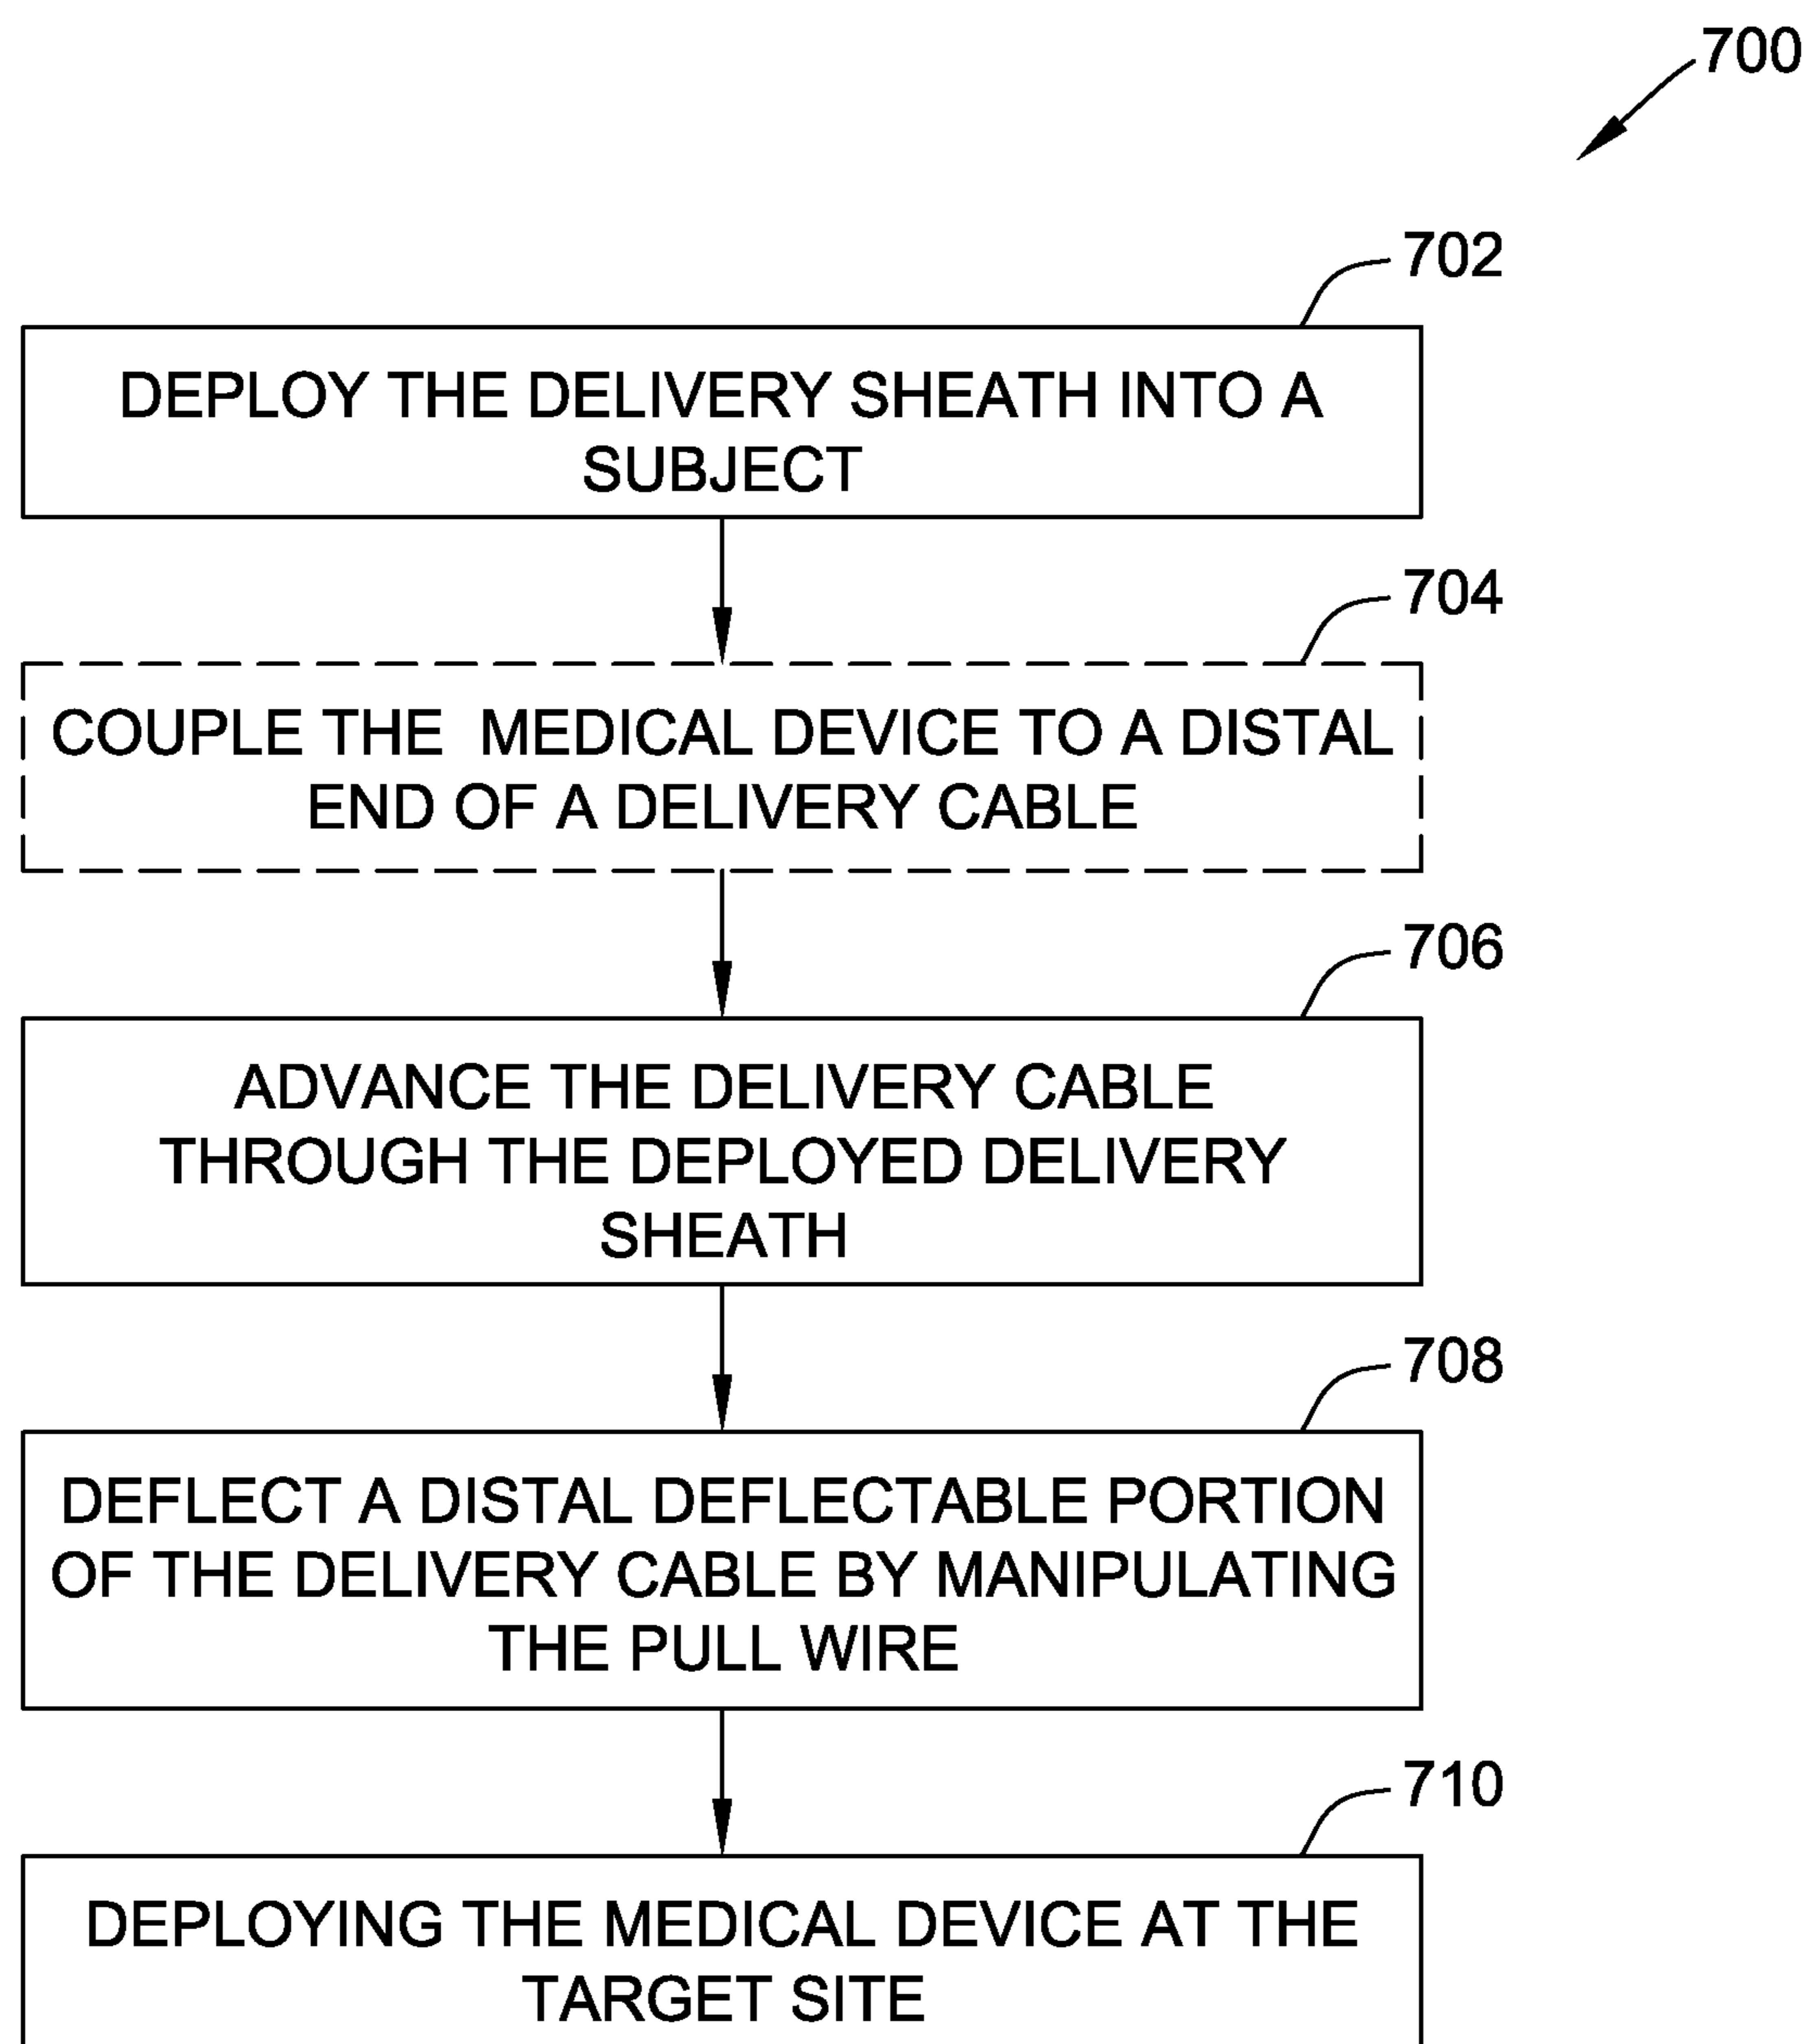 700
702
DEPLOY THE DELIVERY SHEATH INTO A
SUBJECT
704
COUPLE THE MEDICAL DEVICE TO A DISTAL
END OF A DELIVERY CABLE
706
ADVANCE THE DELIVERY CABLE
THROUGH THE DEPLOYED DELIVERY
SHEATH
708
DEFLECT A DISTAL DEFLECTABLE PORTION
OF THE DELIVERY CABLE BY MANIPULATING
THE PULL WIRE
710
DEPLOYING THE MEDICAL DEVICE AT THE
TARGET SITE